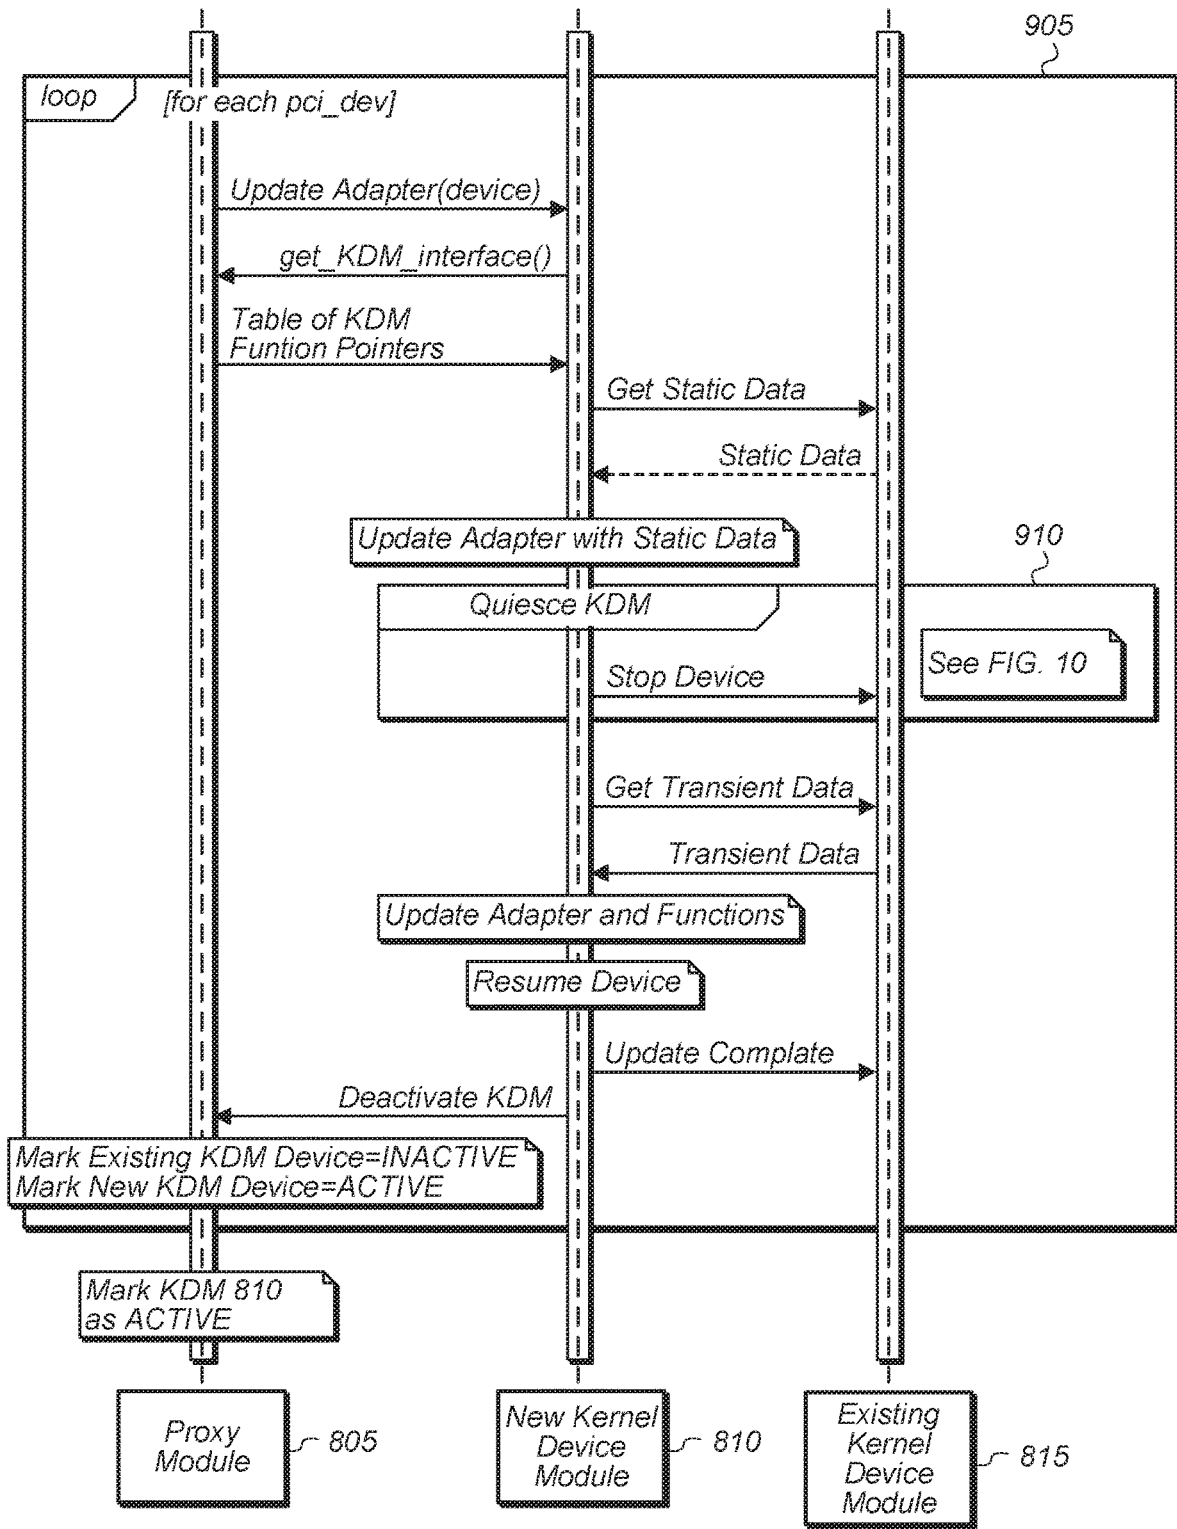 905
loop
[for each pci_dev]
Update Adapter(device)
get_KDM_interface()
Table of KDM
Funtion Pointers
Get Static Data
Static Data
Update Adapter with Static Data
910
Quiesce KDM
See FIG. 10
Stop Device
Get Transient Data
Transient Data
Update Adapter and Functions
Resume Device
Update Complate
Deactivate KDM
Mark Existing KDM Device=INACTIVE
Mark New KDM Device=ACTIVE
Mark KDM 810
as ACTIVE
Proxy
Module
805
New Kernel
Device
Module
810
Existing
Kernel
Device
Module
815